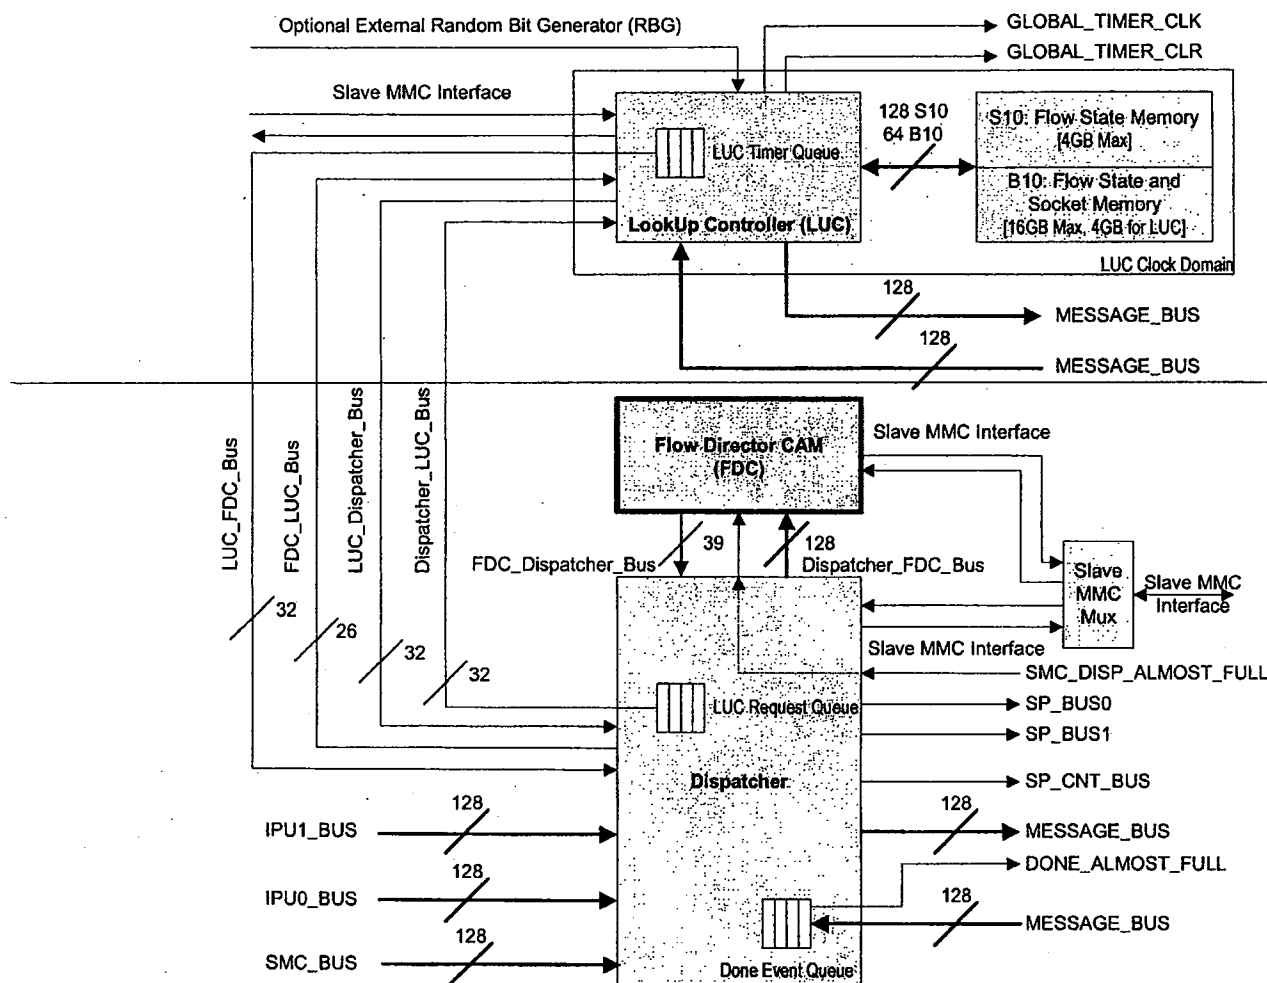 Optional External Random Bit Generator (RBG)
GLOBAL_TIMER_CLK
GLOBAL_TIMER_CLR
Slave MMC Interface
128 S10
64 B10
S10: Flow State Memory
[4GB Max]
LUC Timer Queue
B10: Flow State and
Socket Memory
[16GB Max, 4GB for LUC]
LookUp Controller (LUC)
LUC Clock Domain
128
MESSAGE_BUS
128
MESSAGE_BUS
LUC_FDC_Bus
FDC_LUC_Bus
LUC_Dispatcher_Bus
Dispatcher_LUC_Bus
Flow Director CAM
(FDC)
Slave MMC Interface
39
128
FDC_Dispatcher_Bus
Dispatcher_FDC_Bus
Slave
MMC
Mux
Slave MMC
Interface
32
26
32
32
Slave MMC Interface
SMC_DISP_ALMOST_FULL
LUC Request Queue
SP_BUS0
SP_BUS1
Dispatcher
SP_CNT_BUS
128
IPU1_BUS
128
MESSAGE_BUS
DONE_ALMOST_FULL
128
IPU0_BUS
128
MESSAGE_BUS
128
SMC_BUS
Done Event Queue